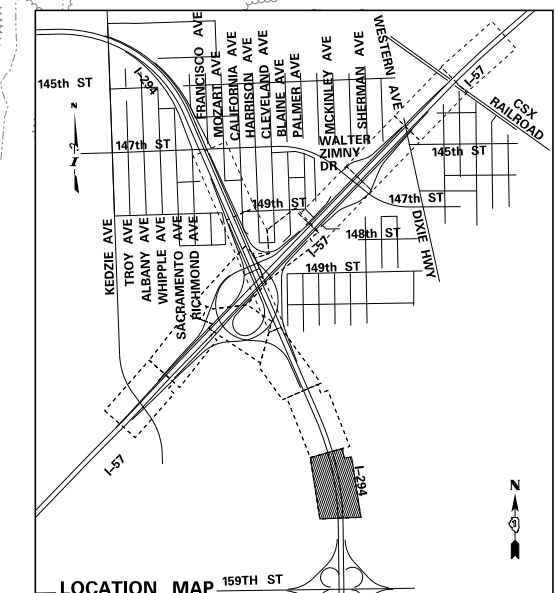 145th ST
I-294
FRANCISCO AVE
MOZART AVE
CALIFORNIA AVE
HARRISON AVE
CLEVELAND AVE
BLAINE AVE
PALMER AVE
MCKINLEY AVE
SHERMAN AVE
WESTERN AVE
I-57
CSX
RAILROAD
147th ST
WALTER
ZIMNY
DR
145th ST
149th ST
147th ST
KEDZIE AVE
TROY AVE
ALBANY AVE
WHIPPLE AVE
SACRAMENTO AVE
RICHMOND AVE
I-57
148th ST
DIXIE HWY
149th ST
I-57
I-294
N
LOCATION MAP
159TH ST